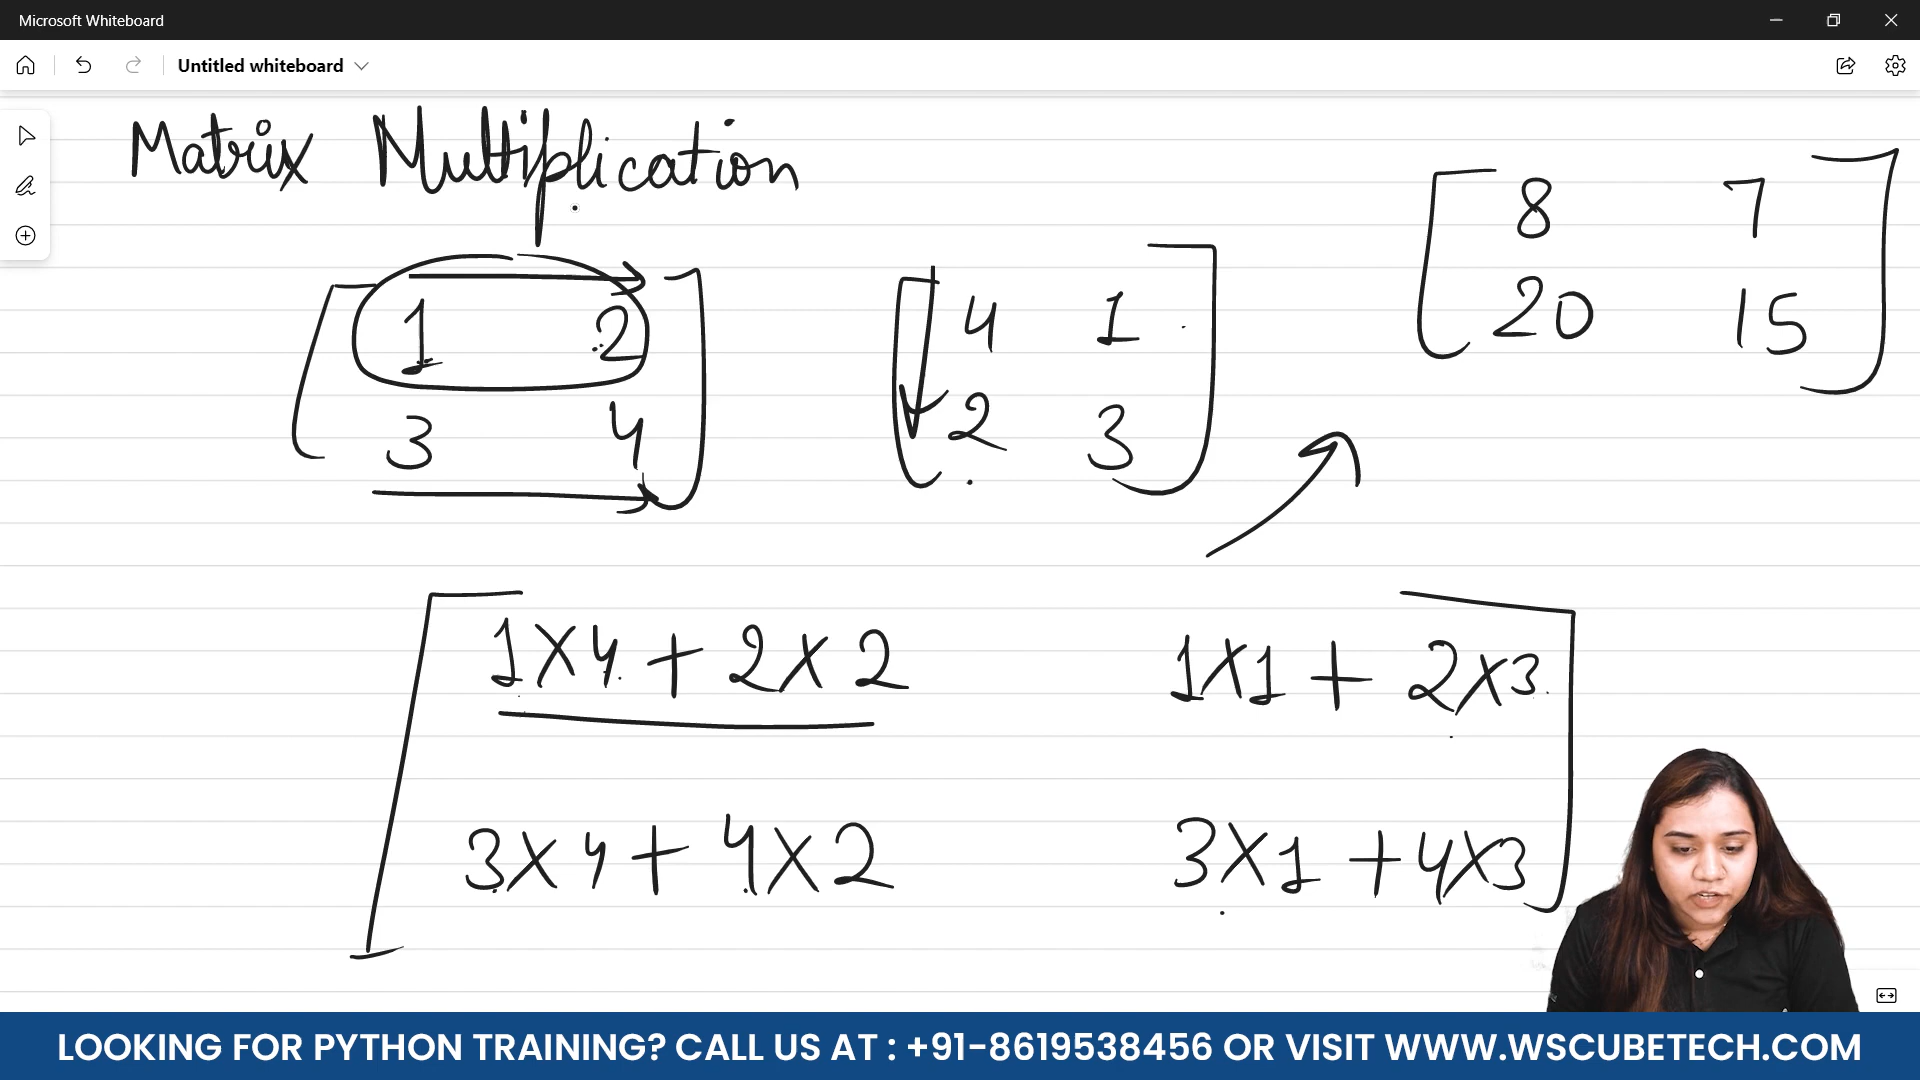 Microsoft Whiteboard
Untitled whiteboard
Matrix Multiplication
1 2
3 4
4 1
2 3
8 7
20 15
1X4 + 2X2 1X1 + 2X3
3X4 + 4X2 3X1 + 4X3
LOOKING FOR PYTHON TRAINING? CALL US AT : +91-8619538456 OR VISIT WWW.WSCUBETECH.COM